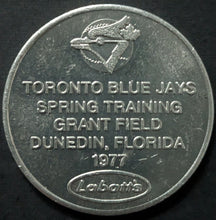 TORONTO BLUE JAYS
SPRING TRAINING
GRANT FIELD
DUNEDIN, FLORIDA
1977
Labatt's